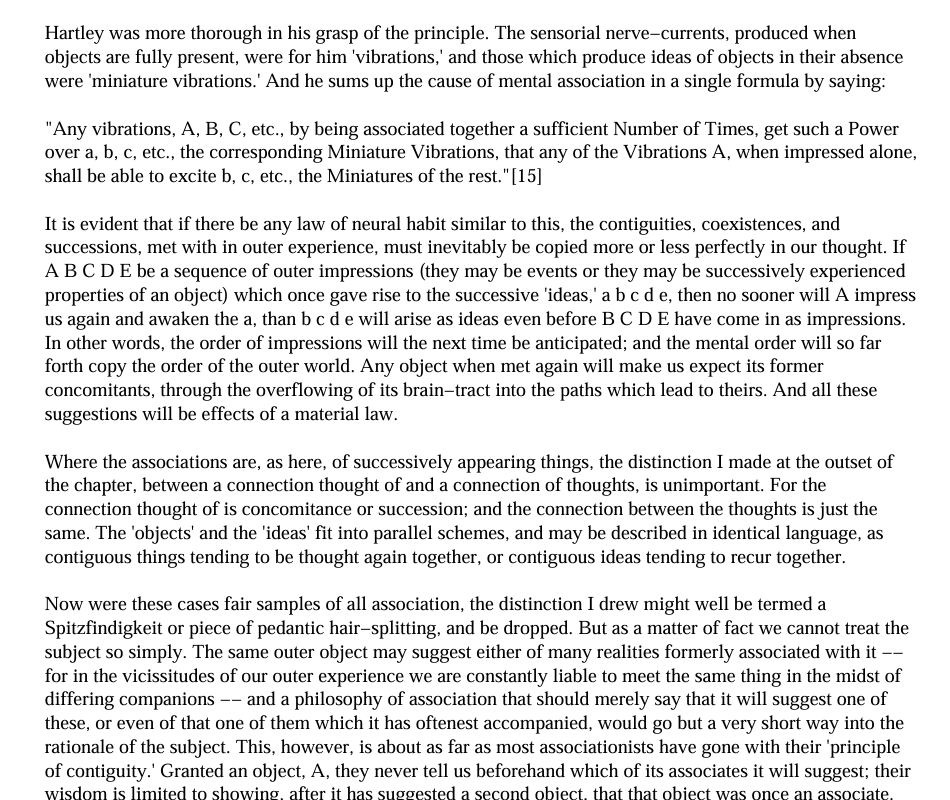 Hartley was more thorough in his grasp of the principle. The sensorial nerve−currents, produced when
objects are fully present, were for him 'vibrations,' and those which produce ideas of objects in their absence
were 'miniature vibrations.' And he sums up the cause of mental association in a single formula by saying:
"Any vibrations, A, B, C, etc., by being associated together a sufficient Number of Times, get such a Power
over a, b, c, etc., the corresponding Miniature Vibrations, that any of the Vibrations A, when impressed alone,
shall be able to excite b, c, etc., the Miniatures of the rest."[15]
It is evident that if there be any law of neural habit similar to this, the contiguities, coexistences, and
successions, met with in outer experience, must inevitably be copied more or less perfectly in our thought. If
A B C D E be a sequence of outer impressions (they may be events or they may be successively experienced
properties of an object) which once gave rise to the successive 'ideas,' a b c d e, then no sooner will A impress
us again and awaken the a, than b c d e will arise as ideas even before B C D E have come in as impressions.
In other words, the order of impressions will the next time be anticipated; and the mental order will so far
forth copy the order of the outer world. Any object when met again will make us expect its former
concomitants, through the overflowing of its brain−tract into the paths which lead to theirs. And all these
suggestions will be effects of a material law.
Where the associations are, as here, of successively appearing things, the distinction I made at the outset of
the chapter, between a connection thought of and a connection of thoughts, is unimportant. For the
connection thought of is concomitance or succession; and the connection between the thoughts is just the
same. The 'objects' and the 'ideas' fit into parallel schemes, and may be described in identical language, as
contiguous things tending to be thought again together, or contiguous ideas tending to recur together.
Now were these cases fair samples of all association, the distinction I drew might well be termed a
Spitzfindigkeit or piece of pedantic hair−splitting, and be dropped. But as a matter of fact we cannot treat the
subject so simply. The same outer object may suggest either of many realities formerly associated with it −−
for in the vicissitudes of our outer experience we are constantly liable to meet the same thing in the midst of
differing companions −− and a philosophy of association that should merely say that it will suggest one of
these, or even of that one of them which it has oftenest accompanied, would go but a very short way into the
rationale of the subject. This, however, is about as far as most associationists have gone with their 'principle
of contiguity.' Granted an object, A, they never tell us beforehand which of its associates it will suggest; their
wisdom is limited to showing, after it has suggested a second object, that that object was once an associate.